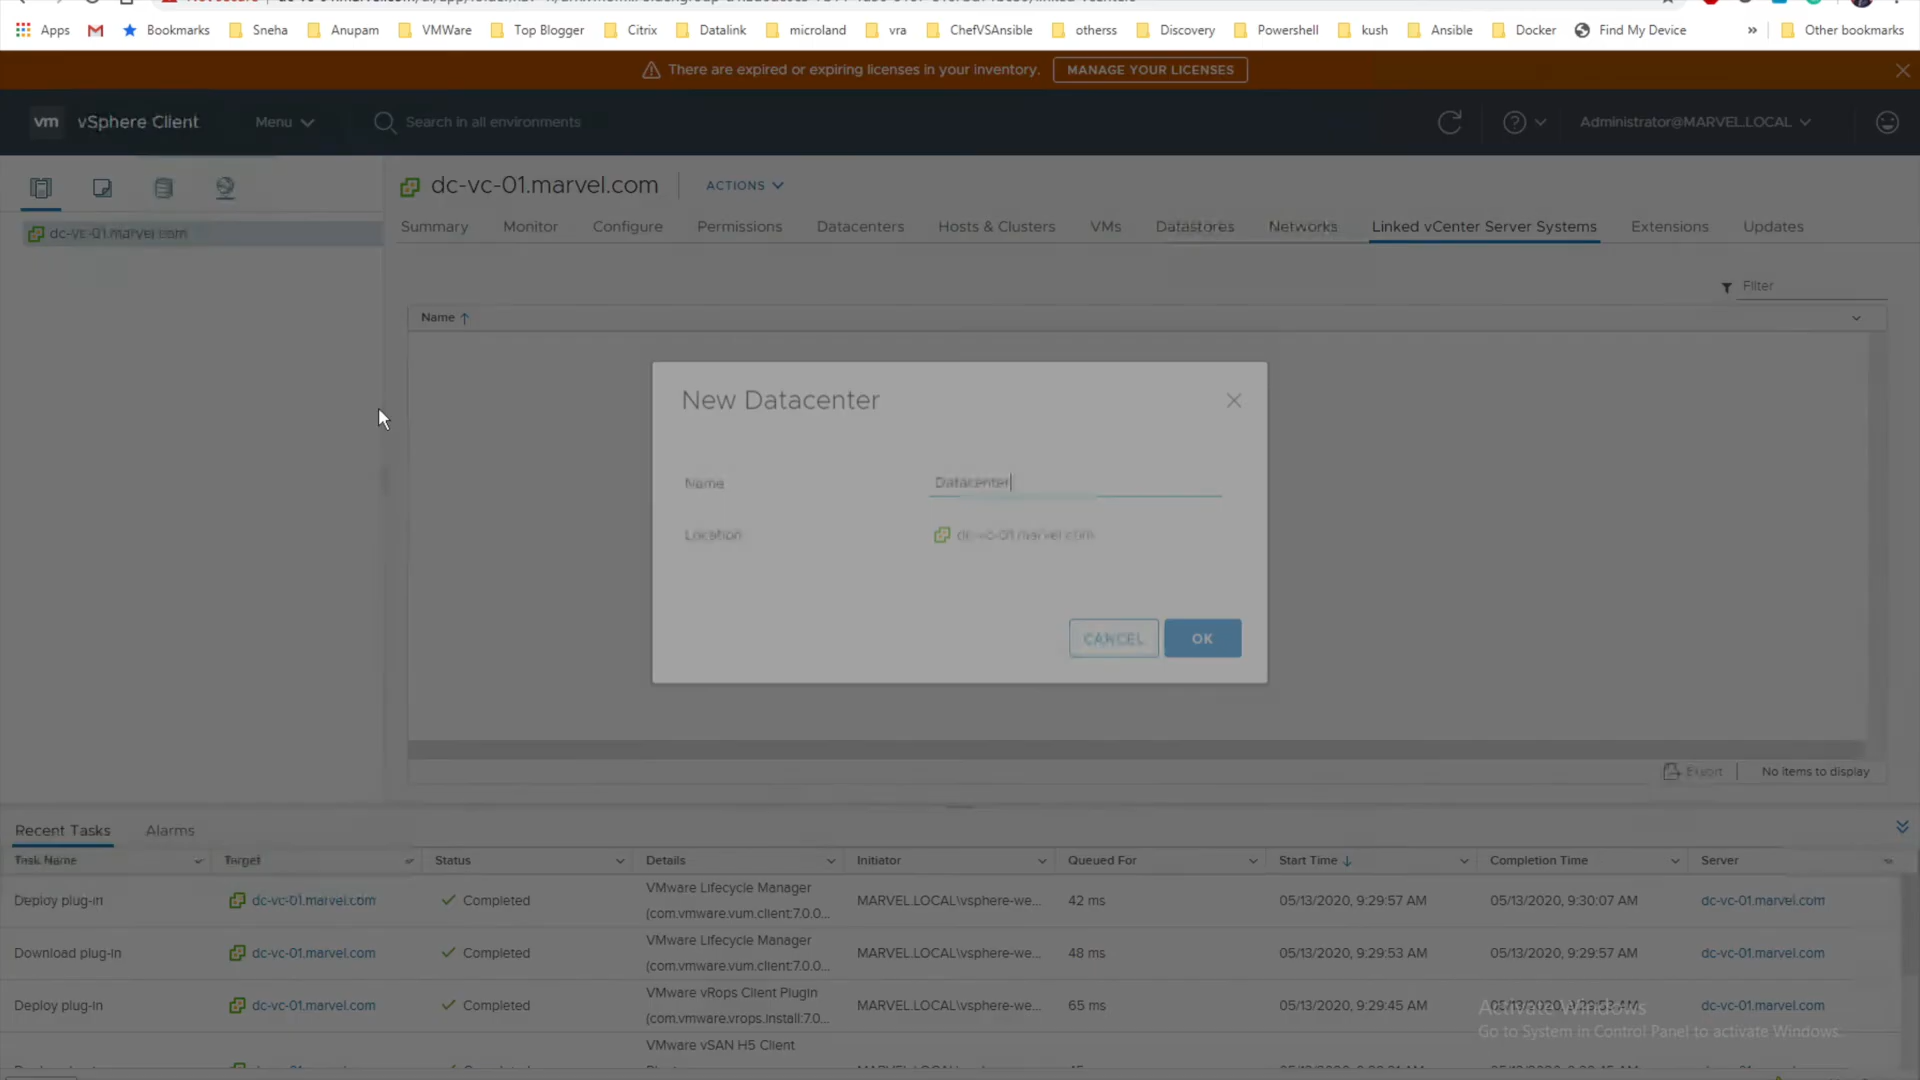 Apps
Bookmarks
Sneha
Anupam
VMWare
Top Blogger
Citrix
Datalink
microland
vra
ChefVSAnsible
otherss
Discovery
Powershell
kush
Ansible
Docker
Find My Device
»
Other bookmarks
There are expired or expiring licenses in your inventory.
MANAGE YOUR LICENSES
vm
vSphere Client
Menu
Search in all environments
Administrator@MARVEL.LOCAL
dc-vc-01.marvel.com
dc-vc-01.marvel.com
ACTIONS
Summary
Monitor
Configure
Permissions
Datacenters
Hosts & Clusters
VMs
Datastores
Networks
Linked vCenter Server Systems
Extensions
Updates
Filter
Name
New Datacenter
Name
Datacenter
Location
dc-vc-01.marvel.com
CANCEL
OK
Export
No items to display
Recent Tasks
Alarms
Task Name
Target
Status
Details
Initiator
Queued For
Start Time
Completion Time
Server
Deploy plug-in
dc-vc-01.marvel.com
Completed
VMware Lifecycle Manager
(com.vmware.vum.client:7.0.0...
MARVEL.LOCAL\vsphere-we...
42 ms
05/13/2020, 9:29:57 AM
05/13/2020, 9:30:07 AM
dc-vc-01.marvel.com
Download plug-in
dc-vc-01.marvel.com
Completed
VMware Lifecycle Manager
(com.vmware.vum.client:7.0.0...
MARVEL.LOCAL\vsphere-we...
48 ms
05/13/2020, 9:29:53 AM
05/13/2020, 9:29:57 AM
dc-vc-01.marvel.com
Deploy plug-in
dc-vc-01.marvel.com
Completed
VMware vRops Client Plugin
(com.vmware.vrops.install:7.0...
MARVEL.LOCAL\vsphere-we...
65 ms
05/13/2020, 9:29:45 AM
05/13/2020, 9:29:53 AM
dc-vc-01.marvel.com
VMware vSAN H5 Client
Activate Windows
Go to System in Control Panel to activate Windows.